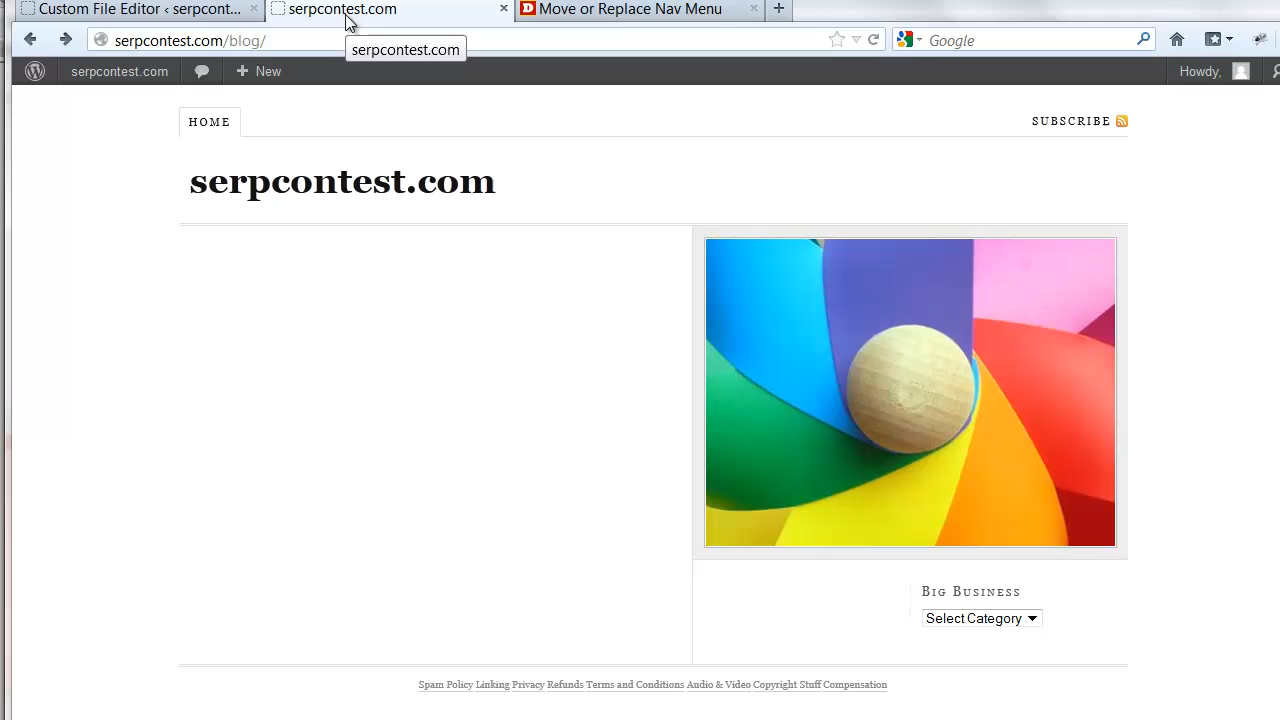 Custom File Editor ‹ serpcont...
serpcontest.com
Move or Replace Nav Menu
serpcontest.com/blog/
Google
serpcontest.com
serpcontest.com
New
Howdy,
HOME
SUBSCRIBE
serpcontest.com
BIG BUSINESS
Select Category
Spam Policy Linking Privacy Refunds Terms and Conditions Audio & Video Copyright Stuff Compensation